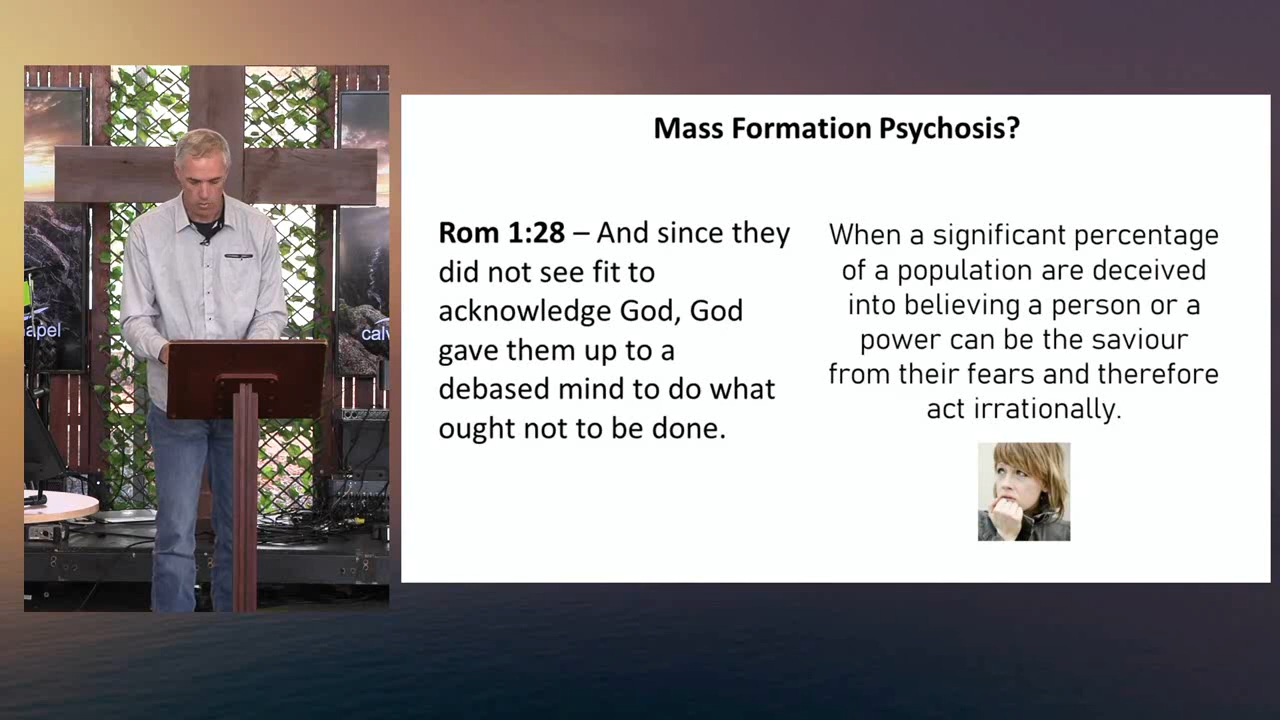 Mass Formation Psychosis?
Rom 1:28 – And since they
did not see fit to
acknowledge God, God
gave them up to a
debased mind to do what
ought not to be done.
When a significant percentage
of a population are deceived
into believing a person or a
power can be the saviour
from their fears and therefore
act irrationally.
apel
calv